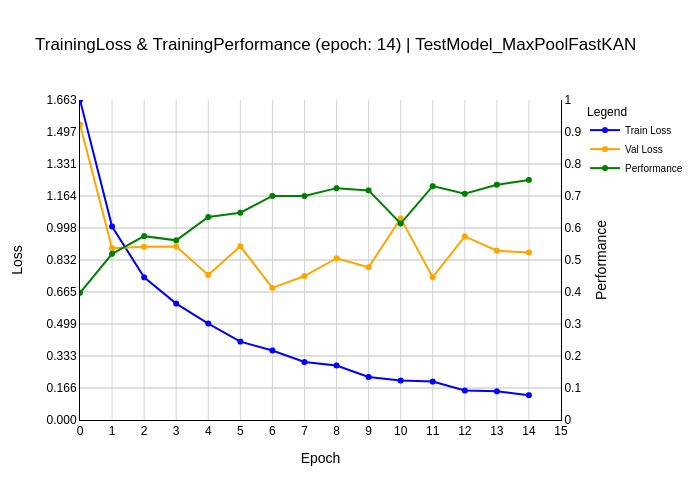 TrainingLoss & TrainingPerformance (epoch: 14) | TestModel_MaxPoolFastKAN
Legend
Train Loss
Val Loss
Performance
1.663
1.497
1.331
1.164
0.998
0.832
0.665
0.499
0.333
0.166
0.000
Loss
1
0.9
0.8
0.7
0.6
0.5
0.4
0.3
0.2
0.1
0
Performance
0 1 2 3 4 5 6 7 8 9 10 11 12 13 14 15
Epoch